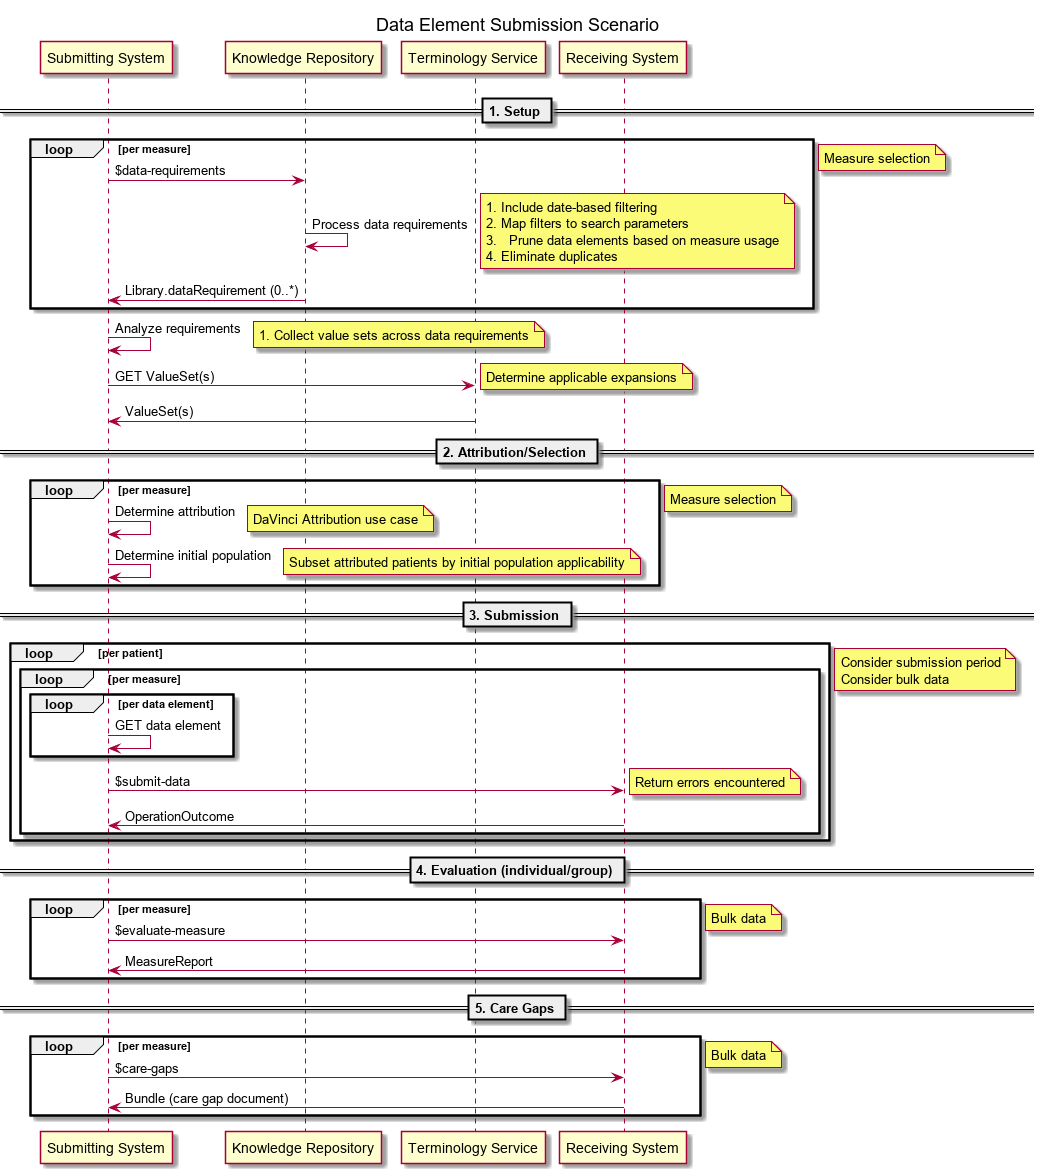 Data Element Submission Scenario
Submitting System
Knowledge Repository
Terminology Service
Receiving System
1. Setup
loop
[per measure]
Measure selection
$data-requirements
Process data requirements
1. Include date-based filtering
2. Map filters to search parameters
3. Prune data elements based on measure usage
4. Eliminate duplicates
Library.dataRequirement (0..*)
Analyze requirements
1. Collect value sets across data requirements
GET ValueSet(s)
Determine applicable expansions
ValueSet(s)
2. Attribution/Selection
loop
[per measure]
Measure selection
Determine attribution
DaVinci Attribution use case
Determine initial population
Subset attributed patients by initial population applicability
3. Submission
loop
[per patient]
Consider submission period
Consider bulk data
loop
[per measure]
loop
[per data element]
GET data element
$submit-data
Return errors encountered
OperationOutcome
4. Evaluation (individual/group)
loop
[per measure]
Bulk data
$evaluate-measure
MeasureReport
5. Care Gaps
loop
[per measure]
Bulk data
$care-gaps
Bundle (care gap document)
Submitting System
Knowledge Repository
Terminology Service
Receiving System